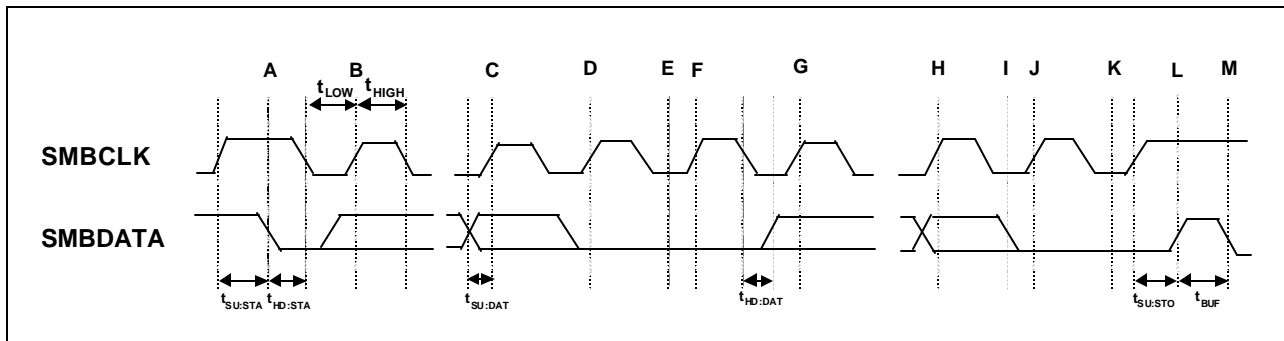 A B C D E F G H I J K L M
tLOW tHIGH
SMBCLK
SMBDATA
tSU:STA tHD:STA tSU:DAT tHD:DAT tSU:STO tBUF